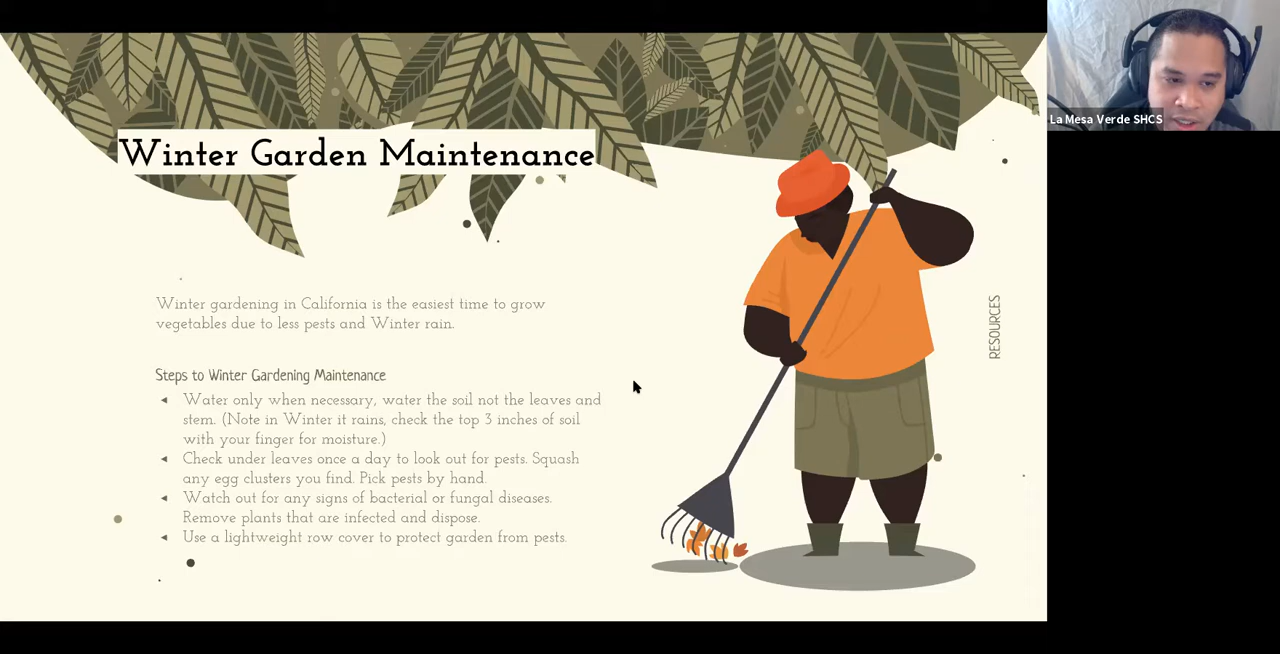 Winter Garden Maintenance
Winter gardening in California is the easiest time to grow
vegetables due to less pests and Winter rain.
Steps to Winter Gardening Maintenance
Water only when necessary, water the soil not the leaves and
stem. (Note in Winter it rains, check the top 3 inches of soil
with your finger for moisture.)
Check under leaves once a day to look out for pests. Squash
any egg clusters you find. Pick pests by hand.
Watch out for any signs of bacterial or fungal diseases.
Remove plants that are infected and dispose.
Use a lightweight row cover to protect garden from pests.
RESOURCES
La Mesa Verde SHCS